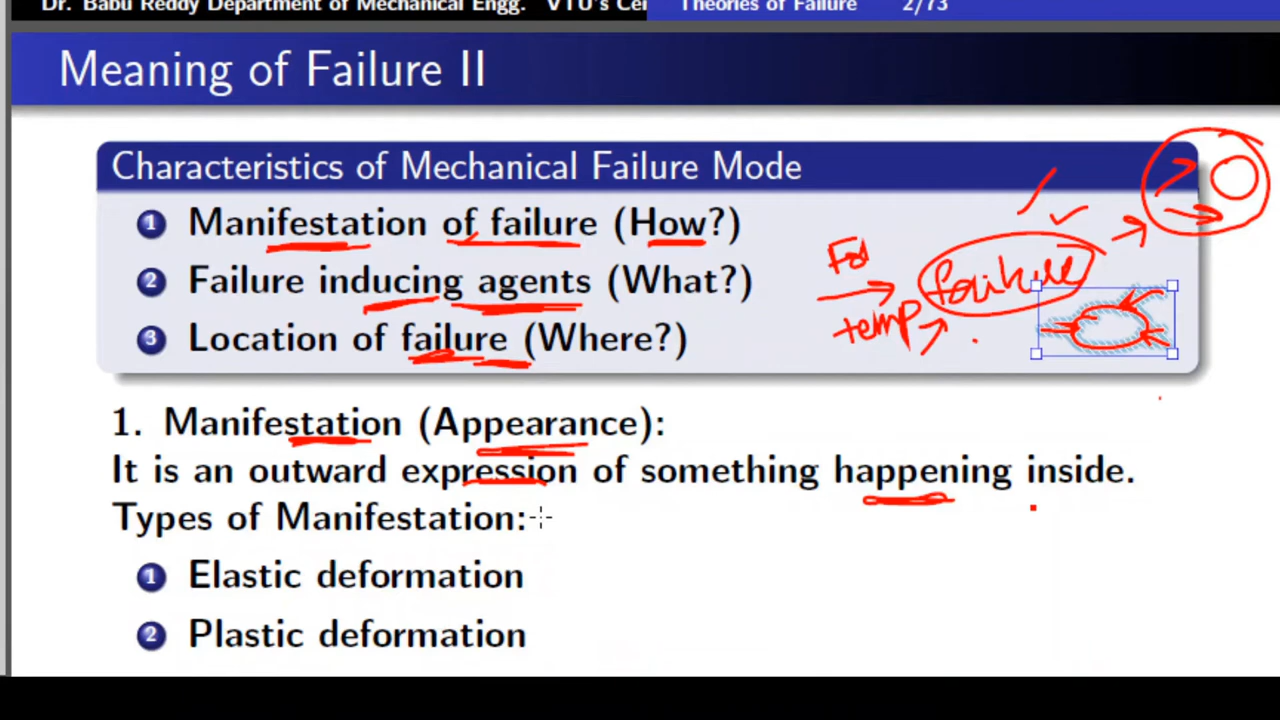 Dr. Babu Reddy Department of Mechanical Engg. VTU's Cen Theories of Failure 2/73
Meaning of Failure II
Characteristics of Mechanical Failure Mode
1 Manifestation of failure (How?)
2 Failure inducing agents (What?)
3 Location of failure (Where?)
failure
temp
1. Manifestation (Appearance):
It is an outward expression of something happening inside.
Types of Manifestation:
1 Elastic deformation
2 Plastic deformation